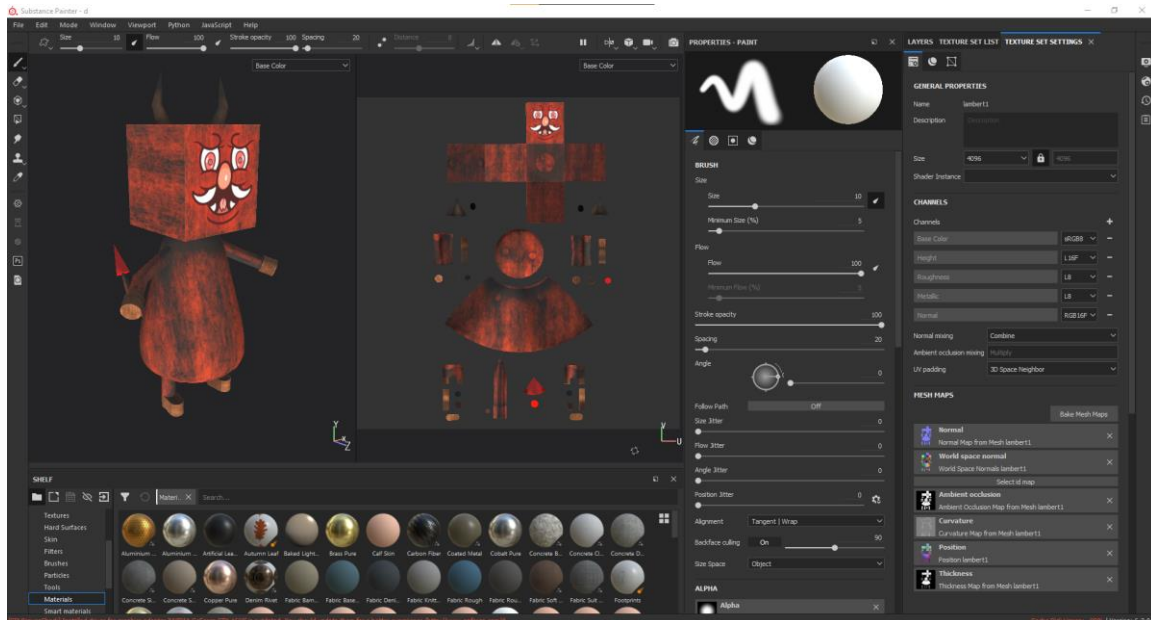 Substance Painter - d
File Edit Mode Window Viewport Python JavaScript Help
Size 10 Flow 100 Stroke opacity 100 Spacing 20 Distance 8
Base Color
Base Color
PROPERTIES - PAINT
BRUSH
Size
Size 10
Minimum Size (%) 5
Flow
Flow 100
Minimum Flow (%) 5
Stroke opacity 100
Spacing 20
Angle
0
Follow Path Off
Size Jitter 0
Flow Jitter 0
Angle Jitter 0
Position Jitter 0
Alignment Tangent | Wrap
Backface culling On 90
Size Space Object
ALPHA
Alpha
LAYERS TEXTURE SET LIST TEXTURE SET SETTINGS
GENERAL PROPERTIES
Name lambert1
Description Description
Size 4096 4096
Shader Instance
CHANNELS
Channels
Base Color sRGB8
Height L16F
Roughness L8
Metallic L8
Normal RGB16F
Normal mixing Combine
Ambient occlusion mixing Multiply
UV padding 3D Space Neighbor
MESH MAPS
Bake Mesh Maps
Normal
Normal Map from Mesh lambert1
World space normal
World Space Normals lambert1
Select id map
Ambient occlusion
Ambient Occlusion Map from Mesh lambert1
Curvature
Curvature Map from Mesh lambert1
Position
Position lambert1
Thickness
Thickness Map from Mesh lambert1
Y
X
Z
V
U
SHELF
Materi... Search...
Textures
Hard Surfaces
Skin
Filters
Brushes
Particles
Tools
Materials
Smart materials
Aluminium ... Aluminium ... Artificial Lea... Autumn Leaf Baked Light... Brass Pure Calf Skin Carbon Fiber Coated Metal Cobalt Pure Concrete B... Concrete C... Concrete D...
Concrete Si... Concrete S... Copper Pure Denim Rivet Fabric Bam... Fabric Base... Fabric Deni... Fabric Knitt... Fabric Rough Fabric Rou... Fabric Soft ... Fabric Suit ... Footprints